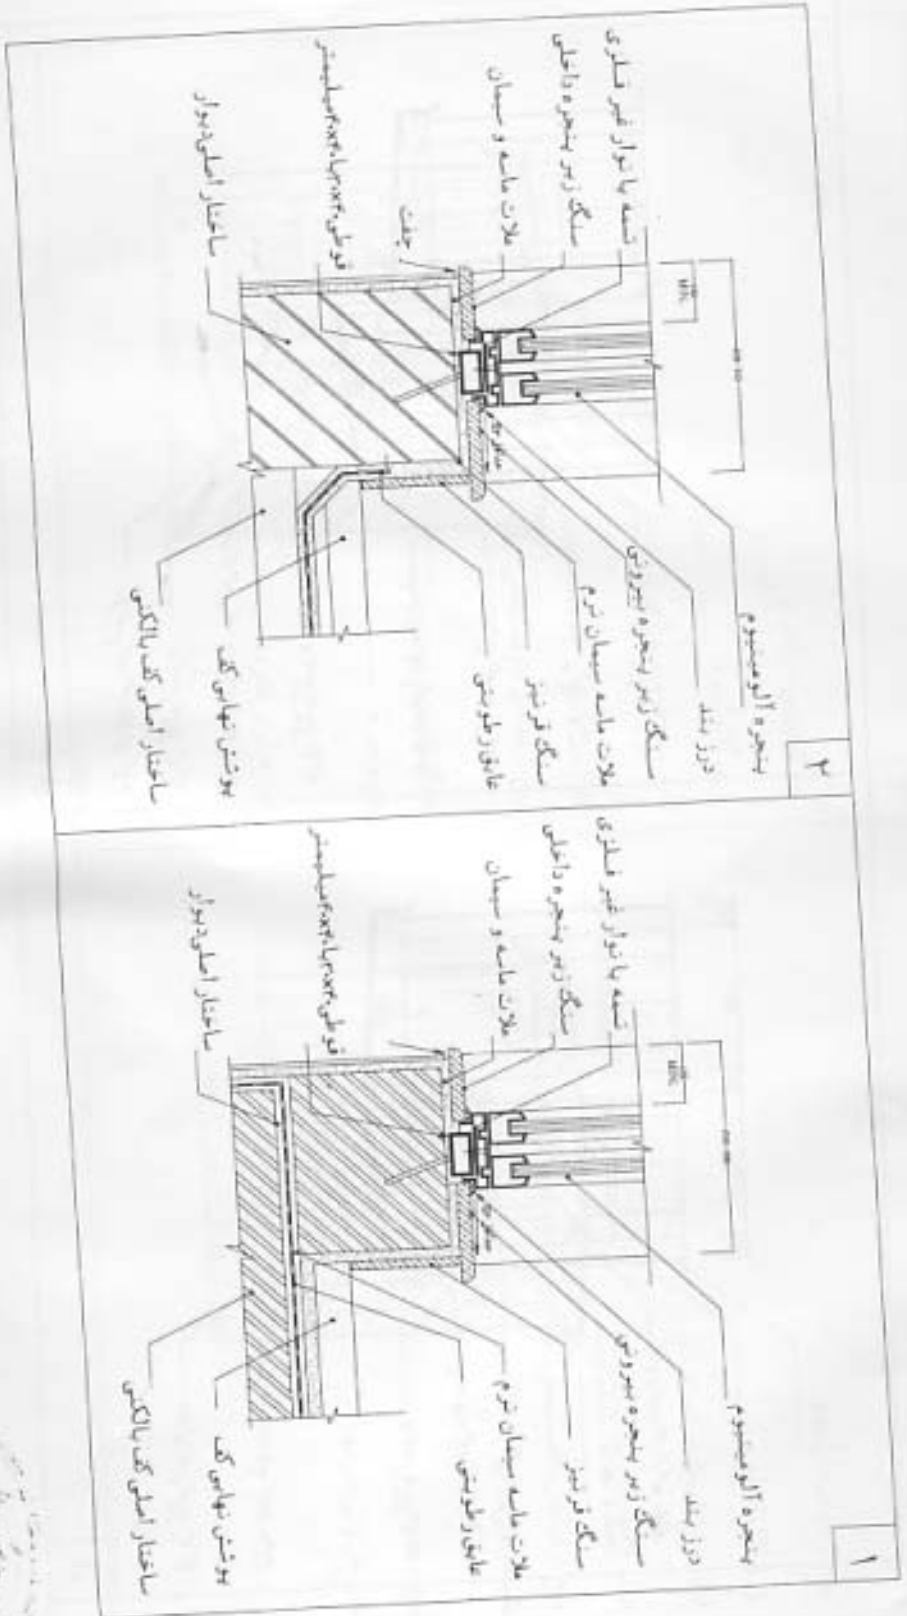 ۱
پنجره آلومینیوم
درز بند
سنگ زیر پنجره بیرونی
سنگ قرنیز
ملات ماسه سیمان نرم
عایق رطوبتی
پوشش نهایی کف
ساختار اصلی کف بالکنی
تسمه یا نوار غیر فلزی
سنگ زیر پنجره داخلی
ملات ماسه و سیمان
ساختار اصلی دیوار
۲
پنجره آلومینیوم
درز بند
سنگ زیر پنجره بیرونی
ملات ماسه سیمان نرم
سنگ قرنیز
عایق رطوبتی
پوشش نهایی کف
ساختار اصلی کف بالکنی
تسمه یا نوار غیر فلزی
سنگ زیر پنجره داخلی
ملات ماسه و سیمان
چفت
ساختار اصلی دیوار